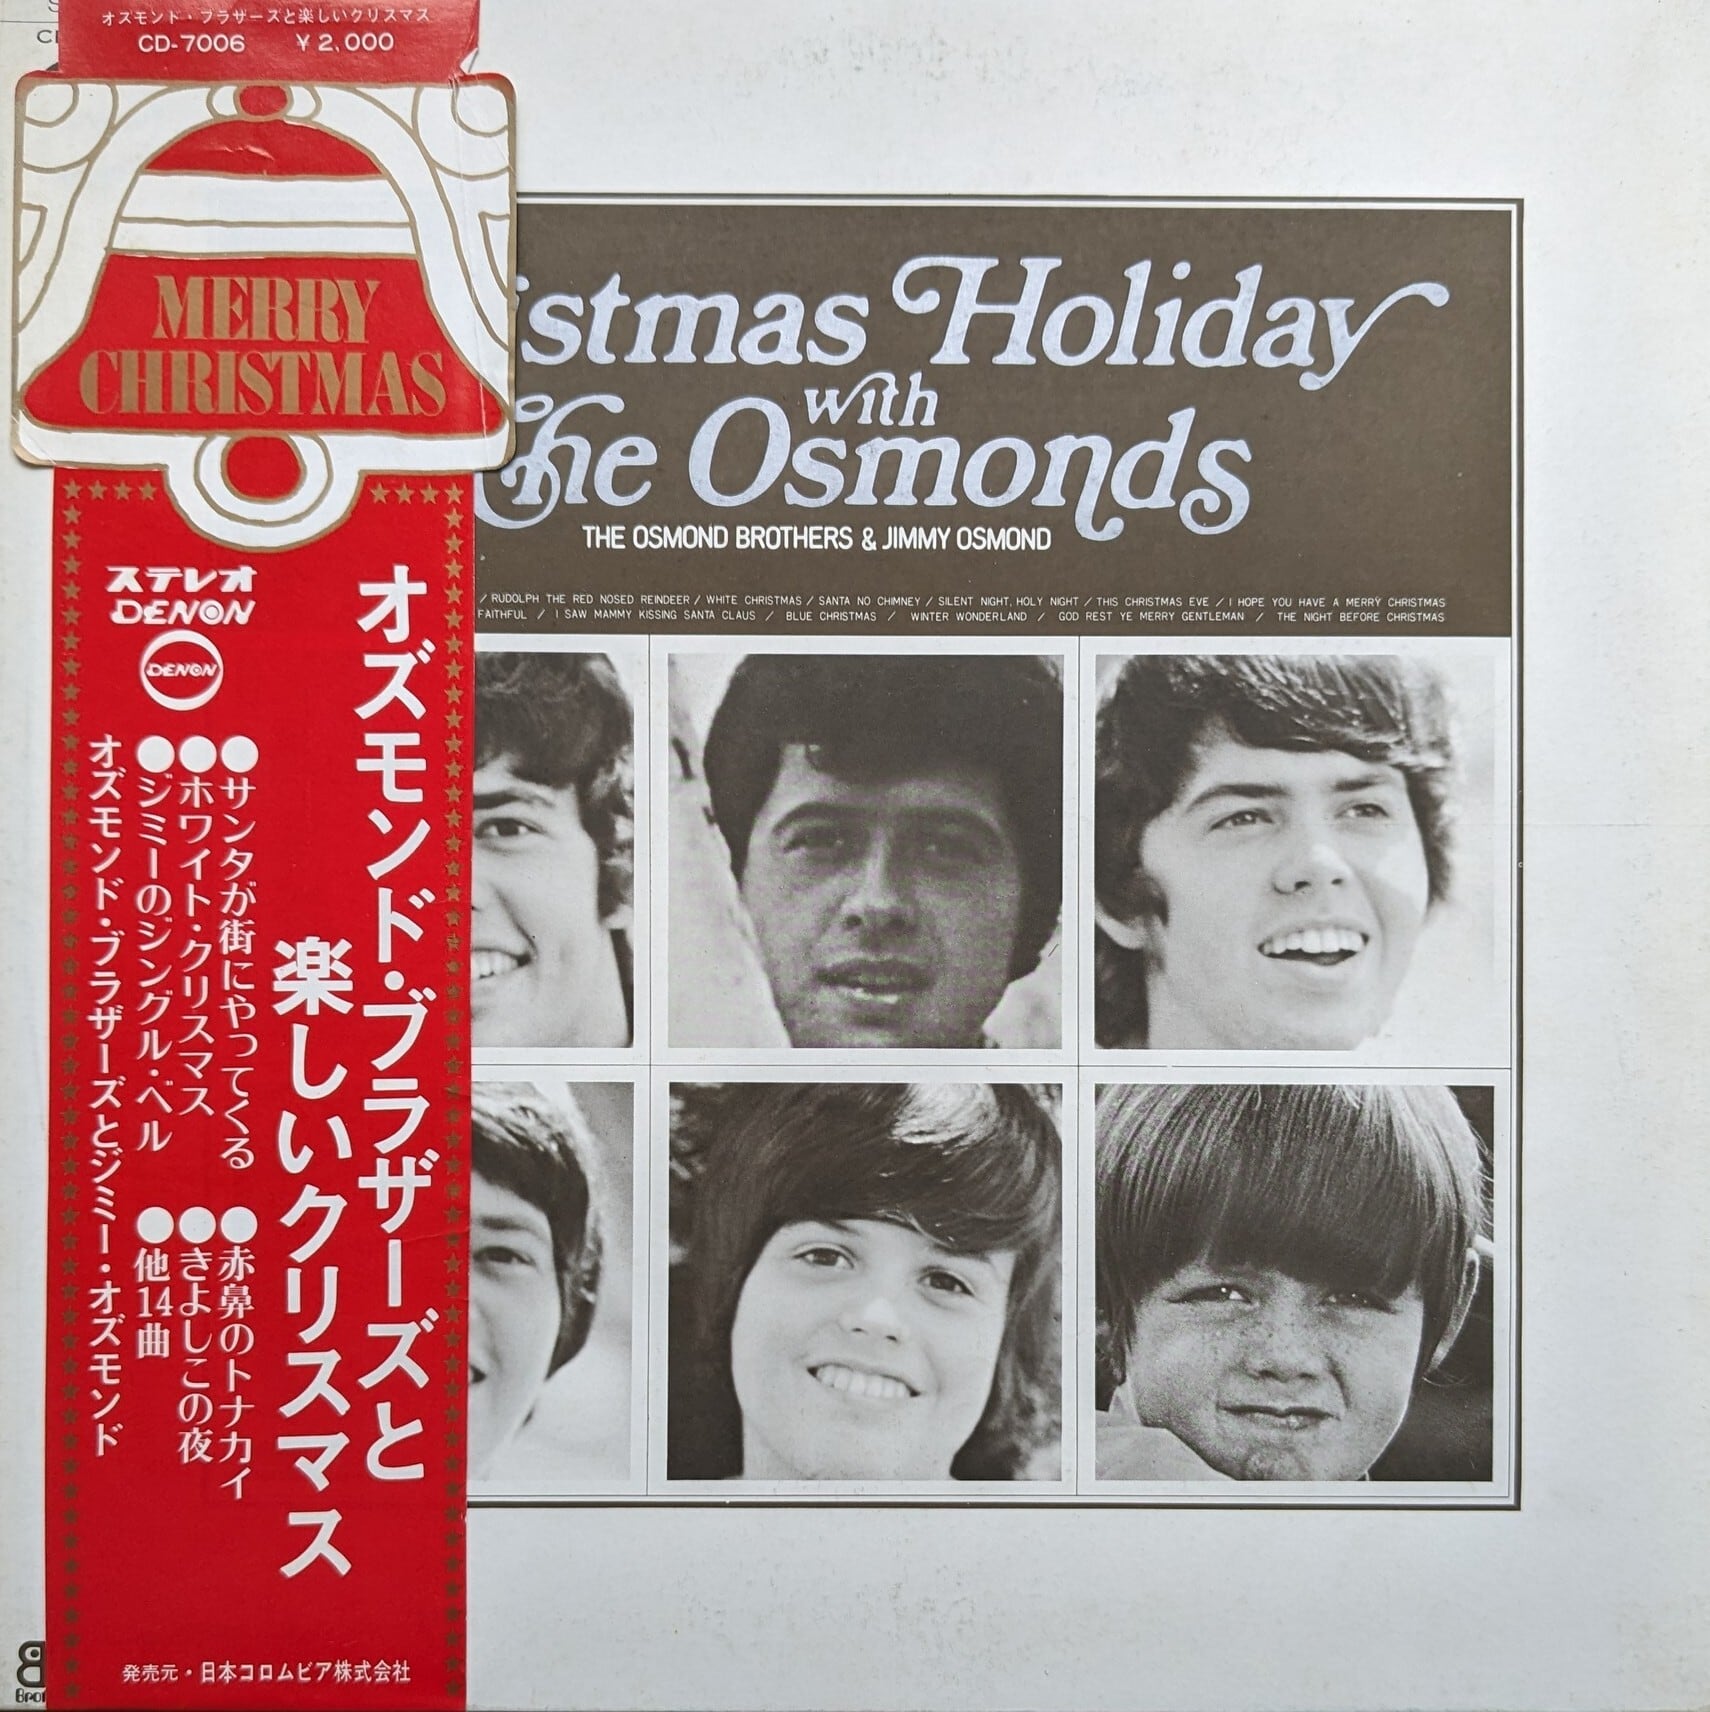 オズモンド・ブラザーズと楽しいクリスマス
CD-7006 ¥2,000
MERRY
CHRISTMAS
istmas Holiday
with
The Osmonds
THE OSMOND BROTHERS & JIMMY OSMOND
/ RUDOLPH THE RED NOSED REINDEER / WHITE CHRISTMAS / SANTA NO CHIMNEY / SILENT NIGHT, HOLY NIGHT / THIS CHRISTMAS EVE / I HOPE YOU HAVE A MERRY CHRISTMAS
FAITHFUL / I SAW MAMMY KISSING SANTA CLAUS / BLUE CHRISTMAS / WINTER WONDERLAND / GOD REST YE MERRY GENTLEMAN / THE NIGHT BEFORE CHRISTMAS
オズモンド・ブラザーズと
楽しいクリスマス
ステレオ
DENON
DENON
●サンタが街にやってくる ●赤鼻のトナカイ
●ホワイト・クリスマス ●きよしこの夜
●ジミーのジングル・ベル ●他14曲
オズモンド・ブラザーズとジミー・オズモンド
発売元・日本コロムビア株式会社